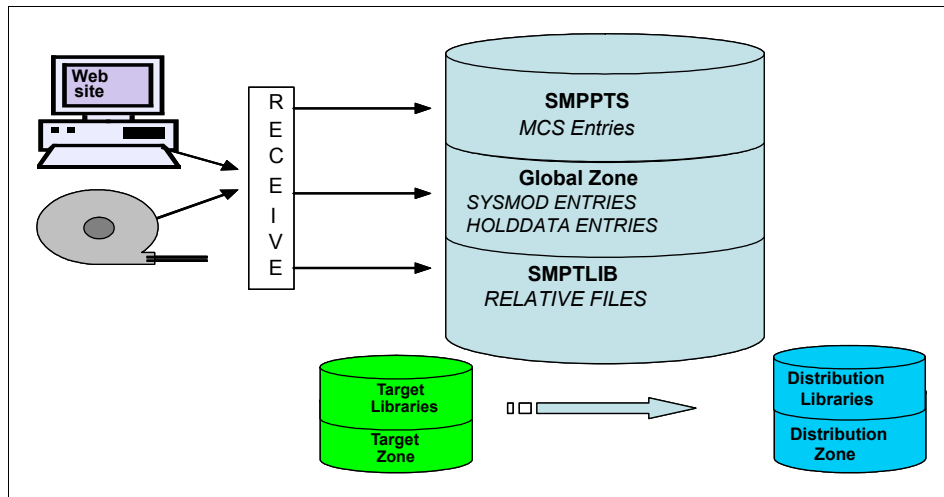 Web
site
R
E
C
E
I
V
E
SMPPTS
MCS Entries
Global Zone
SYSMOD ENTRIES
HOLDDATA ENTRIES
SMPTLIB
RELATIVE FILES
Target
Libraries
Target
Zone
Distribution
Libraries
Distribution
Zone